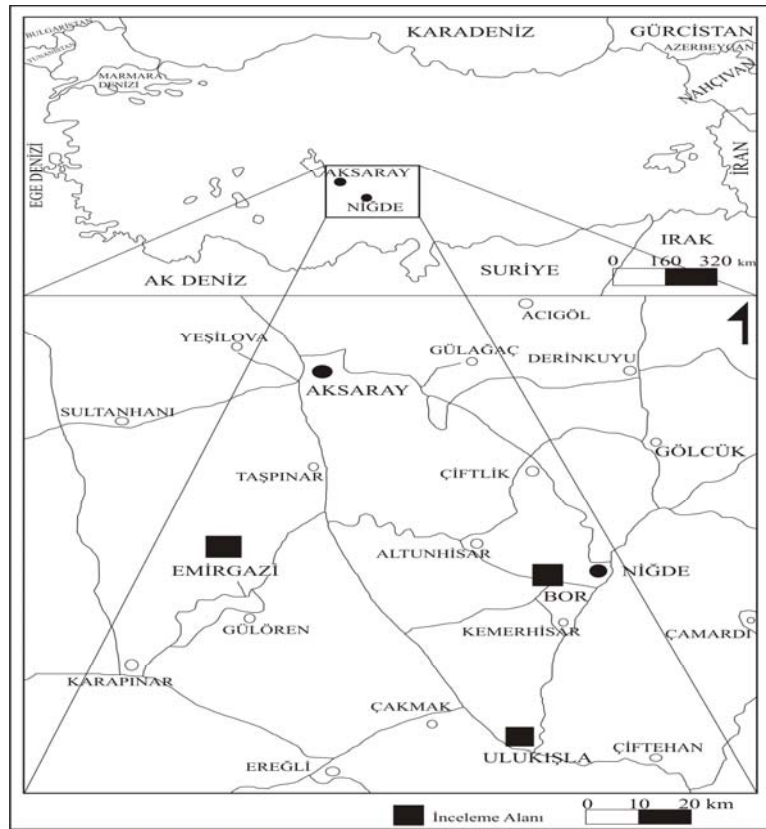 BULGARİSTAN
KARADENİZ
GÜRCİSTAN
YUNANİSTAN
AZERBEYCAN
MARMARA
DENİZİ
NAHÇIVAN
EGE DENİZİ
İRAN
AKSARAY
NİĞDE
IRAK
AK DENİZ
SURİYE
0 160 320 km
ACIGÖL
YEŞİLOVA
GÜLAĞAÇ
DERİNKUYU
AKSARAY
SULTANHANI
GÖLCÜK
TAŞPINAR
ÇİFTLİK
ALTUNHİSAR
EMİRGAZİ
NİĞDE
BOR
GÜLÖREN
KEMERHİSAR
ÇAMARDI
KARAPINAR
ÇAKMAK
ULUKIŞLA
ÇİFTEHAN
EREĞLİ
İnceleme Alanı
0 10 20 km